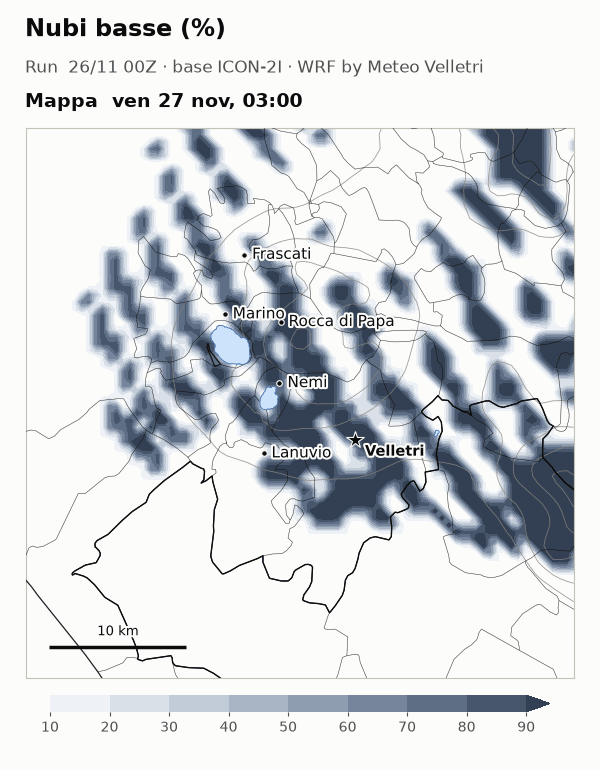 Nubi basse (%)
Run  26/11 00Z · base ICON-2I · WRF by Meteo Velletri
Mappa  ven 27 nov, 03:00
Frascati
Marino
Rocca di Papa
Nemi
Velletri
Lanuvio
10 km
10 20 30 40 50 60 70 80 90